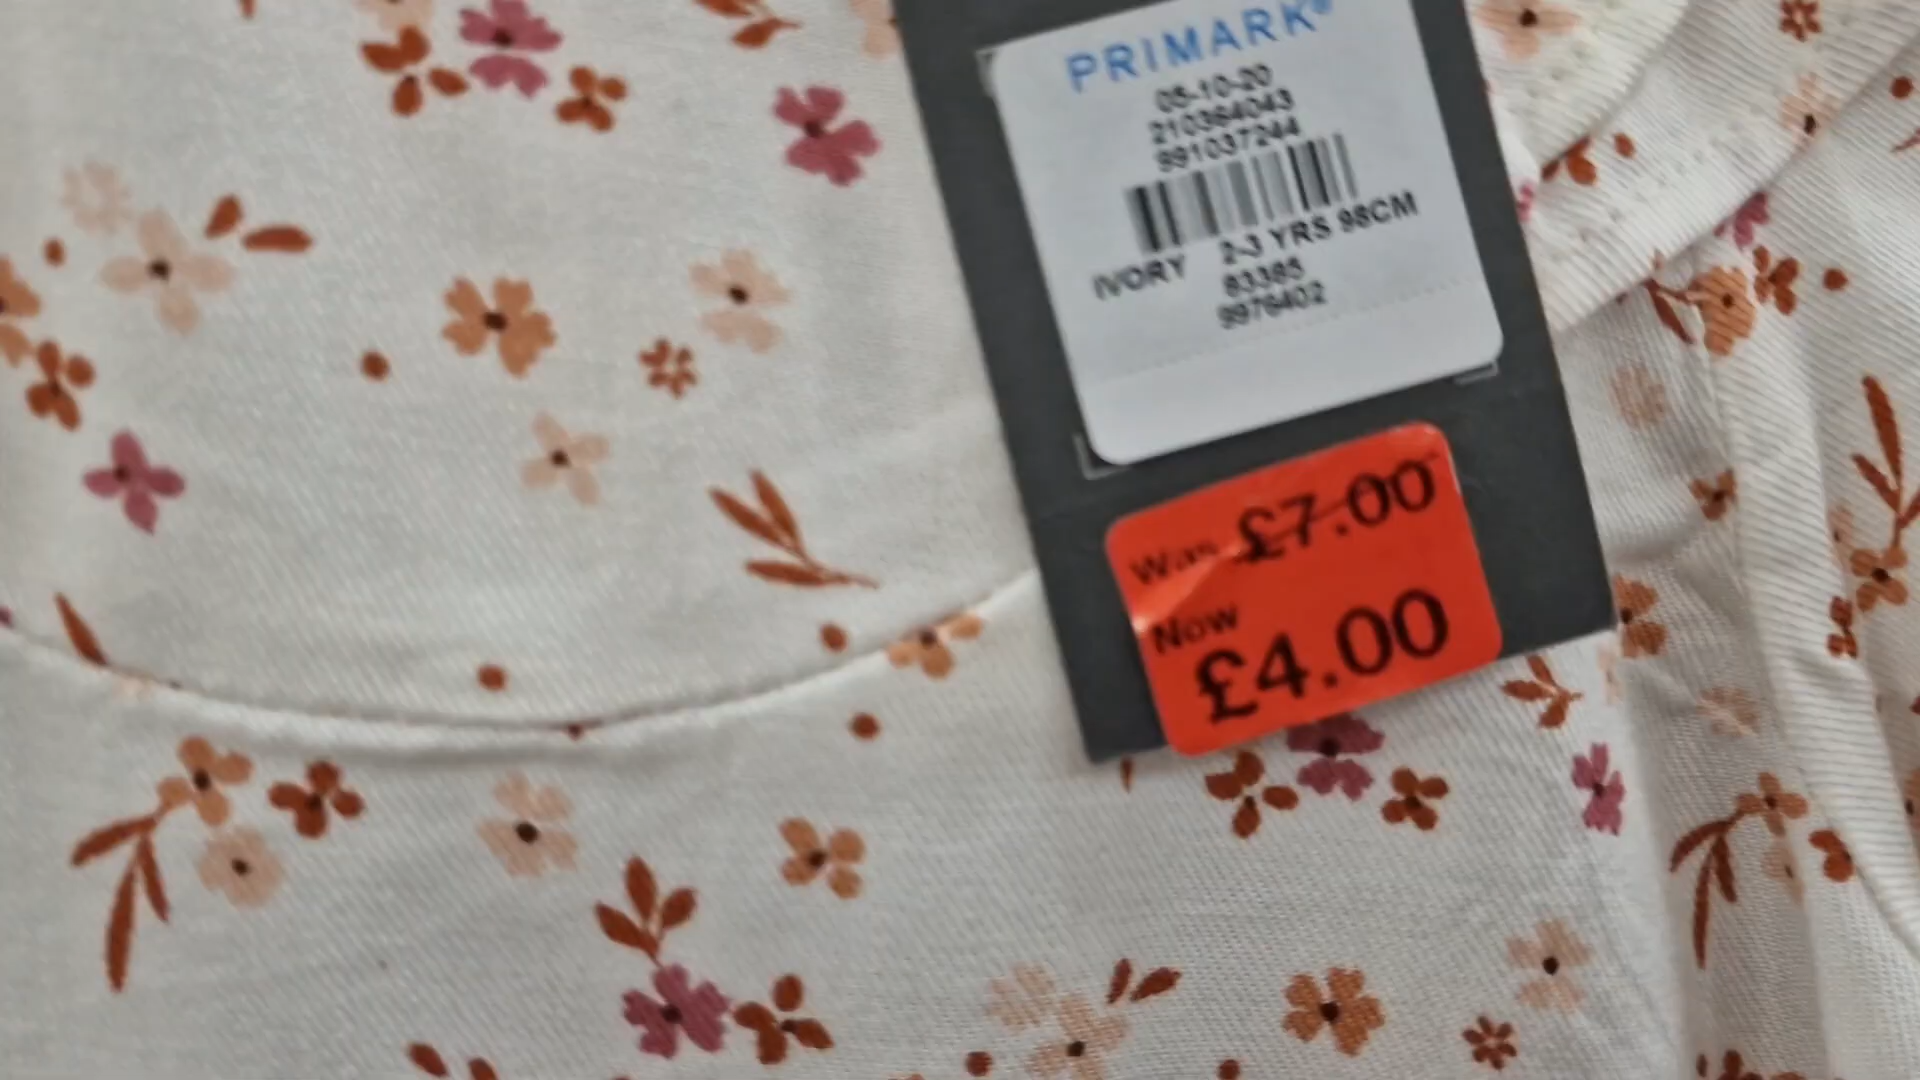 PRIMARK®
05-10-20
210364043
991037244
IVORY 2-3 YRS 98CM
83385
9976402
Was £7.00
Now
£4.00